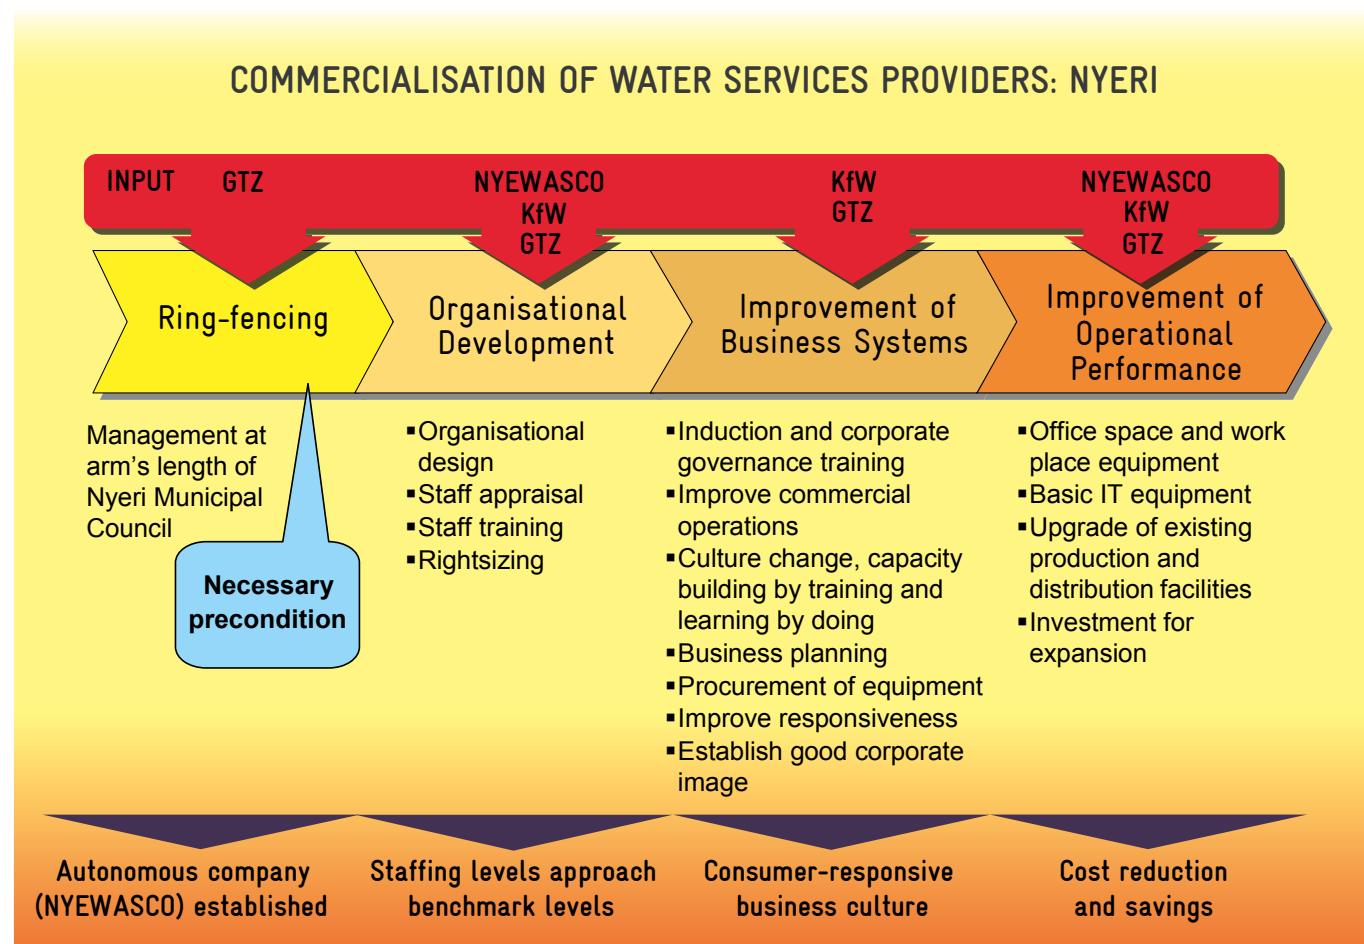 COMMERCIALISATION OF WATER SERVICES PROVIDERS: NYERI
INPUT
GTZ
NYEWASCO
KfW
GTZ
KfW
GTZ
NYEWASCO
KfW
GTZ
Ring-fencing
Organisational
Development
Improvement of
Business Systems
Improvement of
Operational
Performance
Management at
arm's length of
Nyeri Municipal
Council
Necessary
precondition
▪Organisational
design
▪Staff appraisal
▪Staff training
▪Rightsizing
▪Induction and corporate
governance training
▪Improve commercial
operations
▪Culture change, capacity
building by training and
learning by doing
▪Business planning
▪Procurement of equipment
▪Improve responsiveness
▪Establish good corporate
image
▪Office space and work
place equipment
▪Basic IT equipment
▪Upgrade of existing
production and
distribution facilities
▪Investment for
expansion
Autonomous company
(NYEWASCO) established
Staffing levels approach
benchmark levels
Consumer-responsive
business culture
Cost reduction
and savings